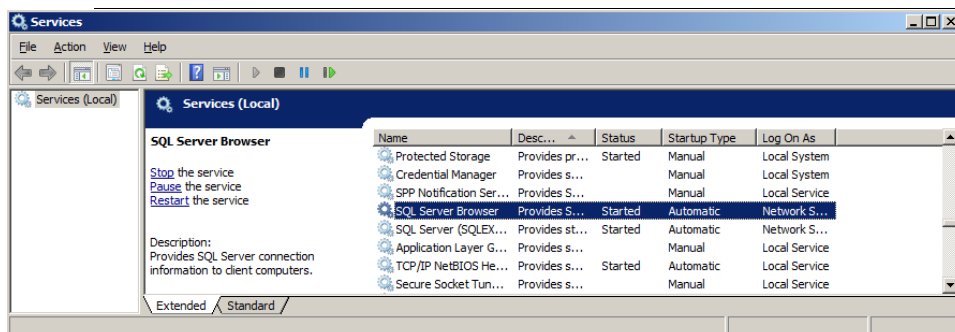 Services
File Action View Help
Services (Local)
Services (Local)
SQL Server Browser
Stop the service
Pause the service
Restart the service
Description:
Provides SQL Server connection
information to client computers.
Name Desc... Status Startup Type Log On As
Protected Storage Provides pr... Started Manual Local System
Credential Manager Provides s... Manual Local System
SPP Notification Ser... Provides S... Manual Local Service
SQL Server Browser Provides S... Started Automatic Network S...
SQL Server (SQLEX... Provides st... Started Automatic Network S...
Application Layer G... Provides s... Manual Local Service
TCP/IP NetBIOS He... Provides s... Started Automatic Local Service
Secure Socket Tun... Provides s... Manual Local Service
Extended Standard